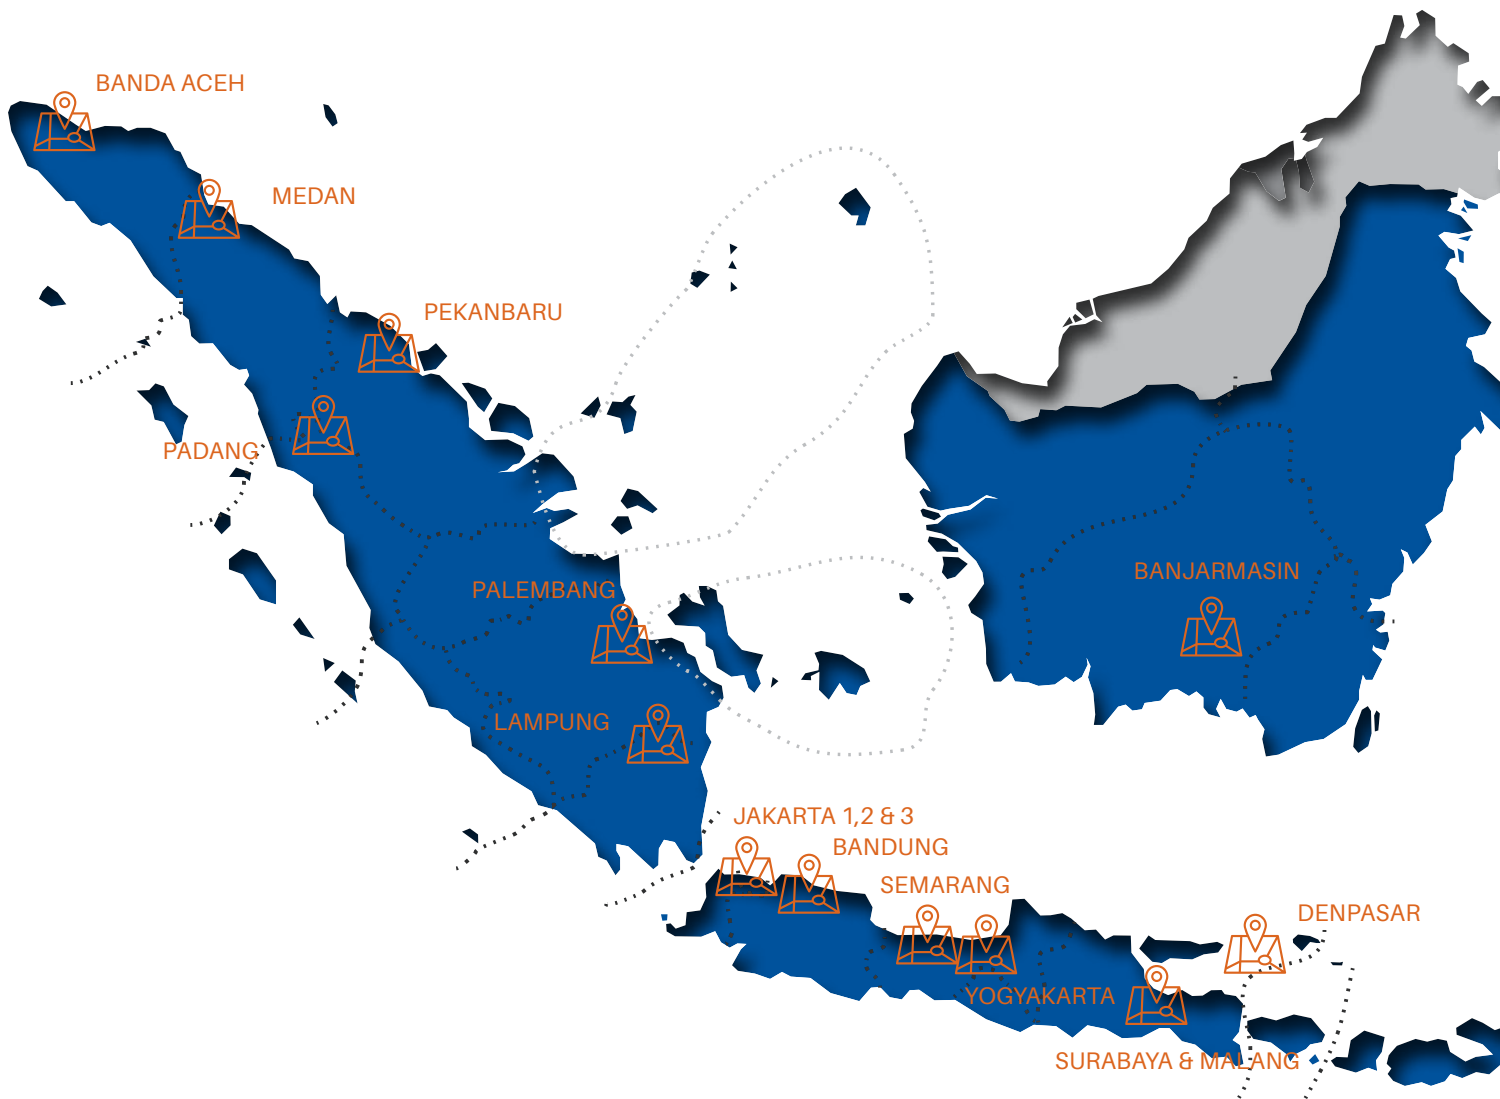 BANDA ACEH
MEDAN
PEKANBARU
PADANG
BANJARMASIN
PALEMBANG
LAMPUNG
JAKARTA 1,2 & 3
BANDUNG
SEMARANG
DENPASAR
YOGYAKARTA
SURABAYA & MALANG